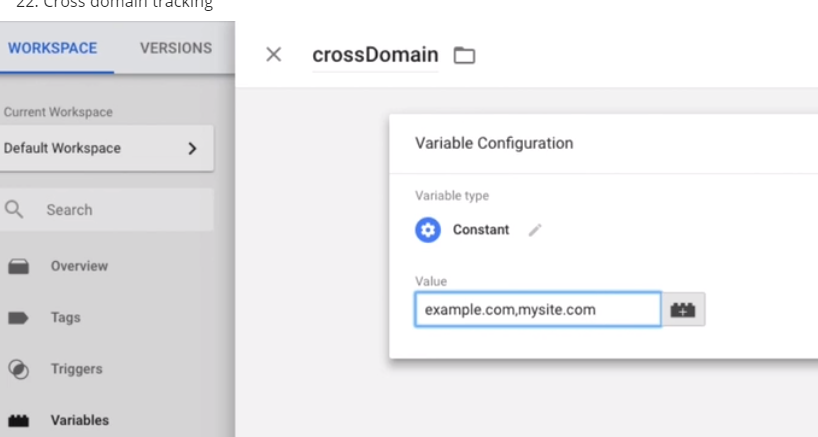 22. Cross domain tracking
WORKSPACE VERSIONS
crossDomain
Current Workspace
Default Workspace
Search
Overview
Tags
Triggers
Variables
Variable Configuration
Variable type
Constant
Value
example.com,mysite.com